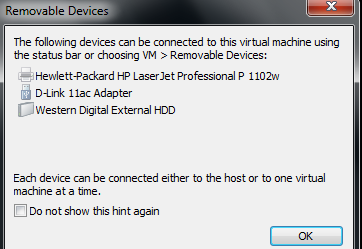 Removable Devices
The following devices can be connected to this virtual machine using
the status bar or choosing VM > Removable Devices:
Hewlett-Packard HP LaserJet Professional P 1102w
D-Link 11ac Adapter
Western Digital External HDD
Each device can be connected either to the host or to one virtual
machine at a time.
Do not show this hint again
OK